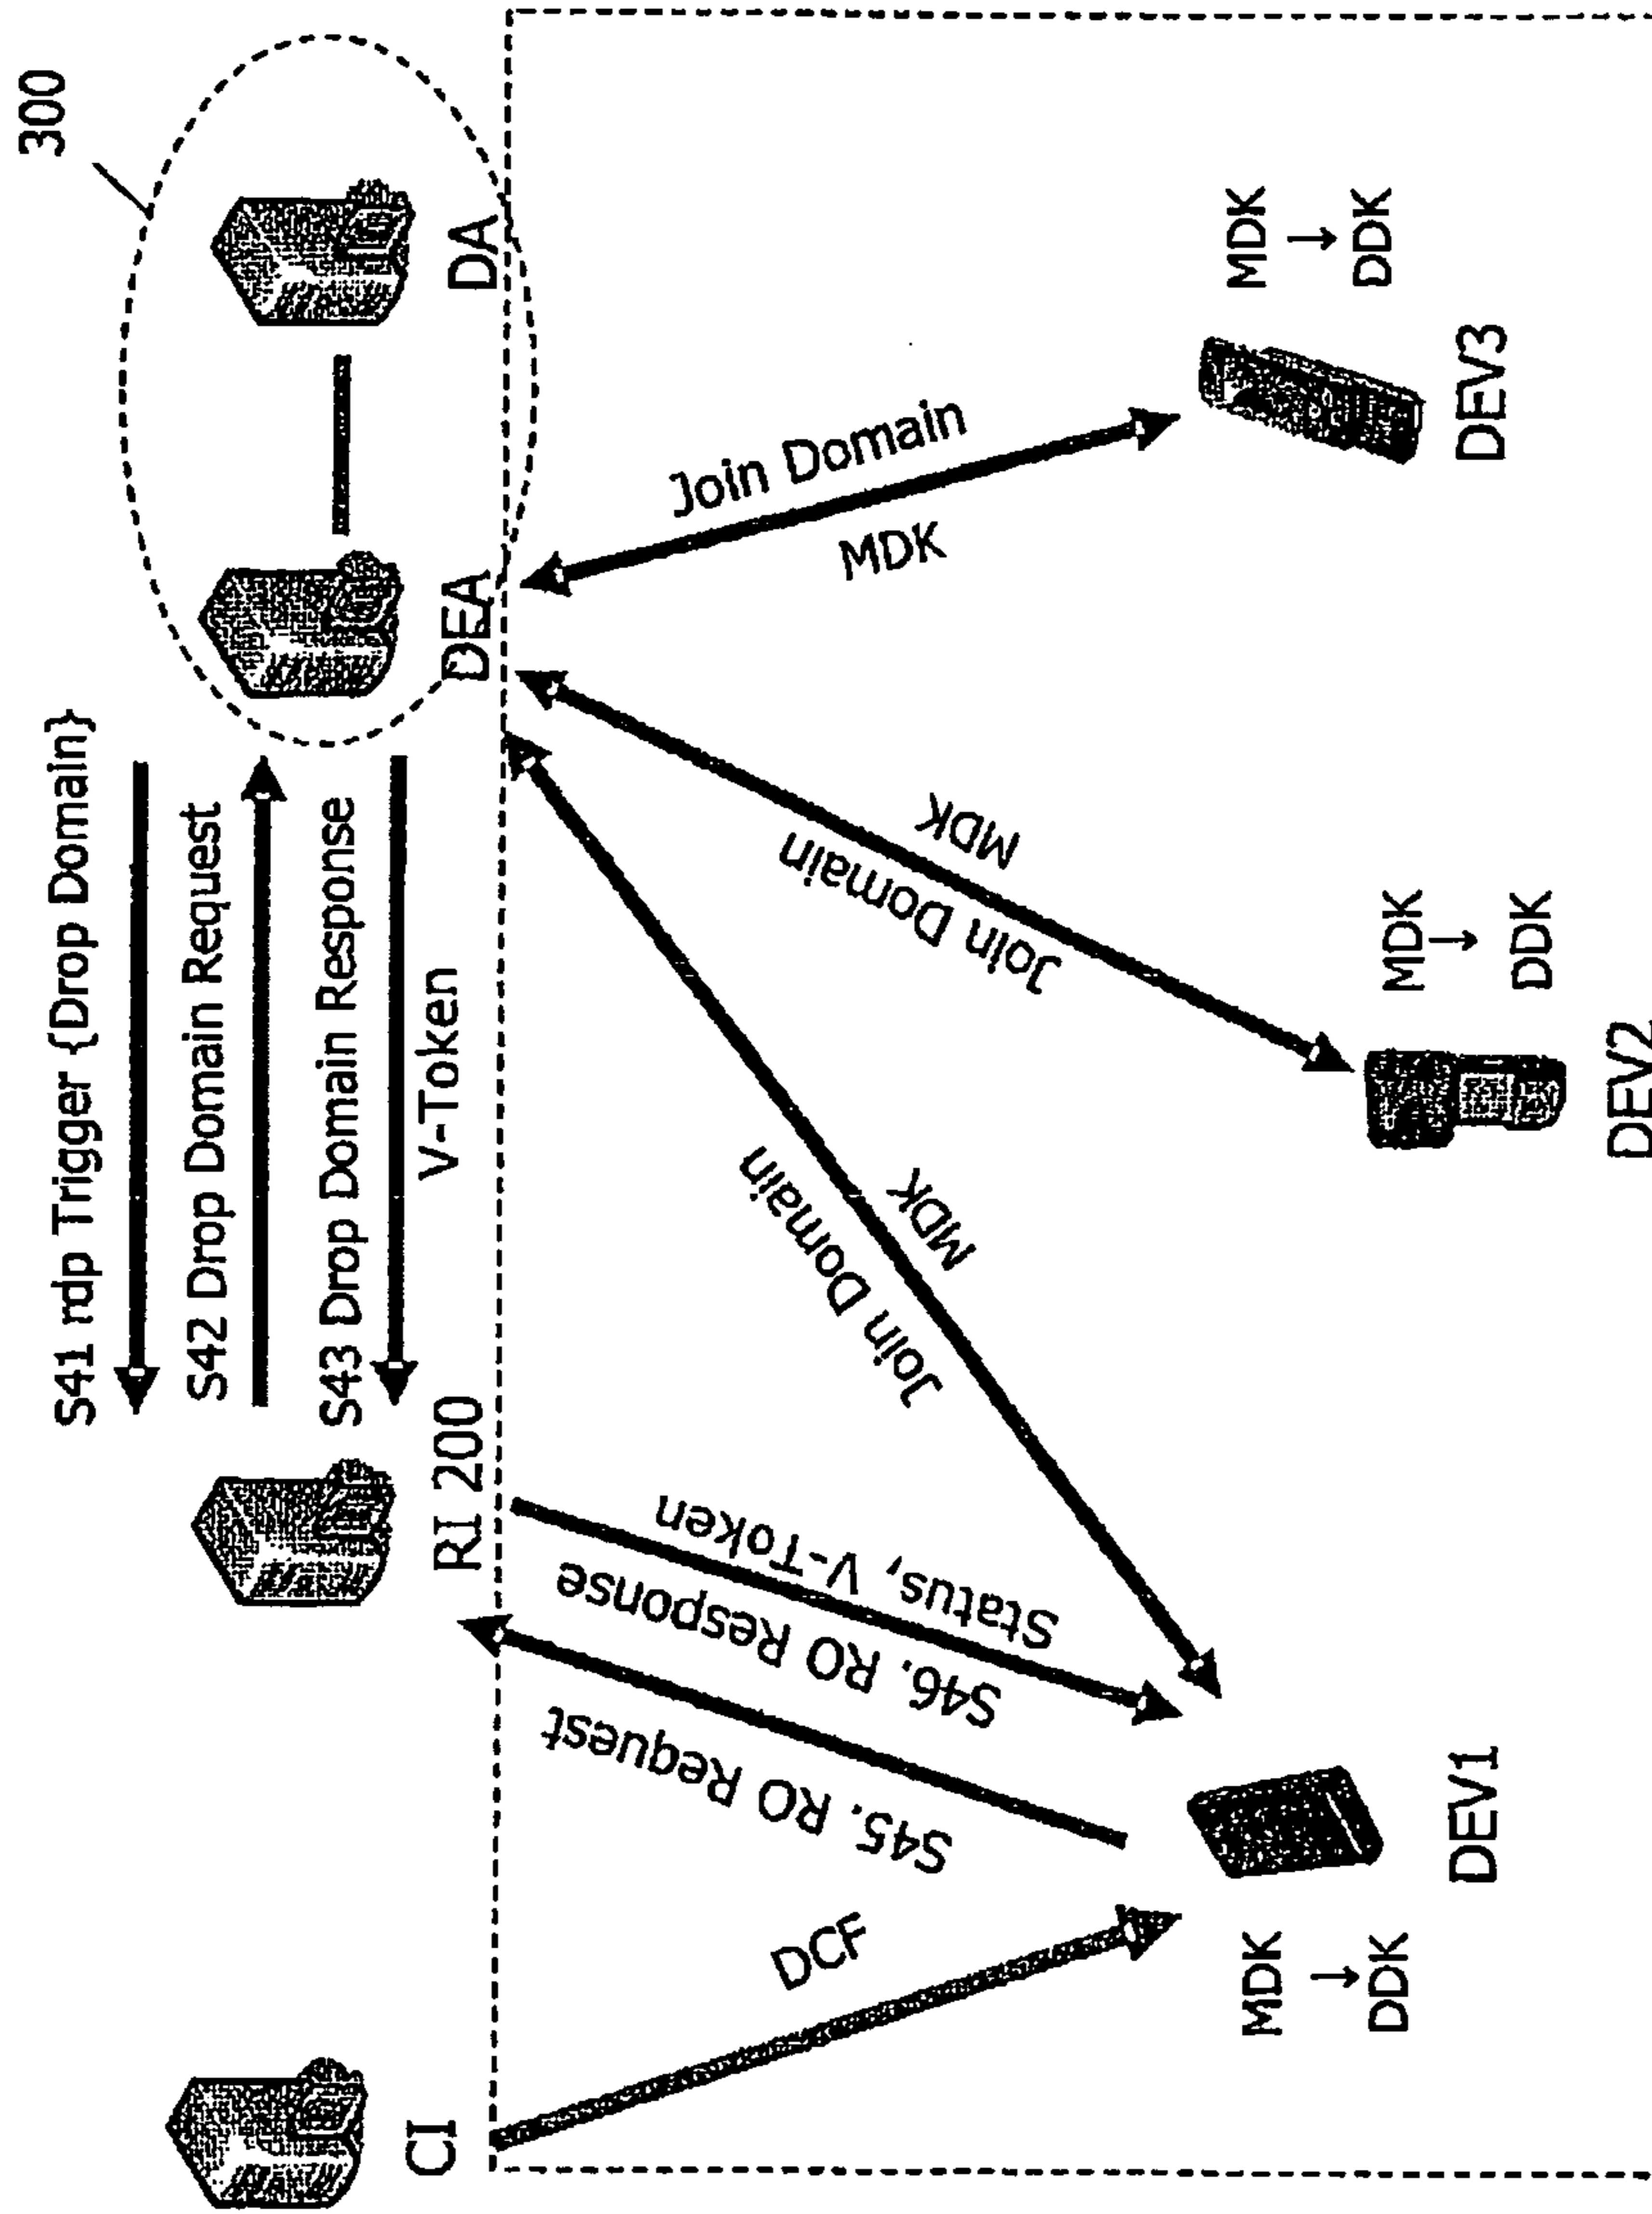 300
S41 rdp Trigger {Drop Domain}
S42 Drop Domain Request
S43 Drop Domain Response
V-Token
CI
RI 200
DEA
DA
DCF
S45. RO Request
S46. RO Response
Status, V-Token
Join Domain
MDK
Join Domain
MDK
Join Domain
MDK
MDK
→
DDK
DEV1
MDK
→
DDK
DEV2
MDK
→
DDK
DEV3